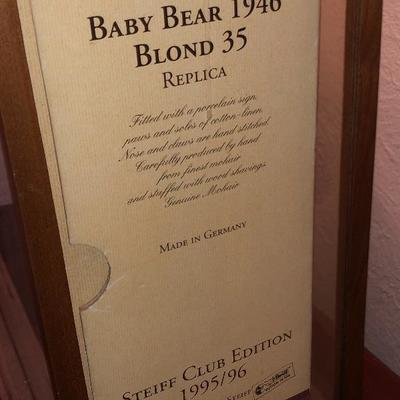 BABY BEAR 1946
BLOND 35
REPLICA
Fitted with a porcelain sign,
paws and soles of cotton-linen.
Nose and claws are hand stitched.
Carefully produced by hand
from finest mohair
and stuffed with wood shavings.
Genuine Mohair
MADE IN GERMANY
STEIFF CLUB EDITION
1995/96
STEIFF